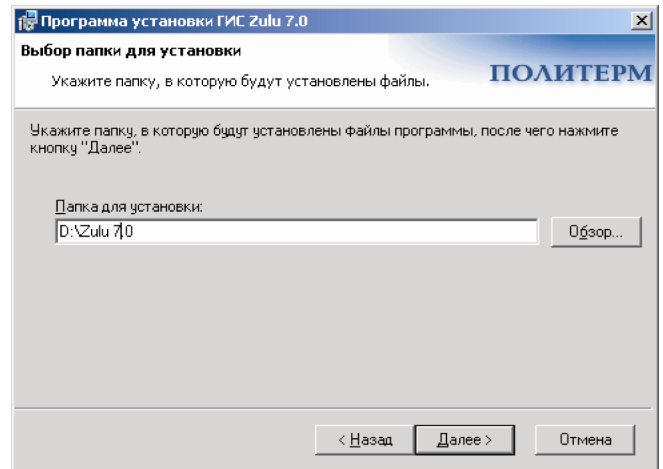 Программа установки ГИС Zulu 7.0
Выбор папки для установки
Укажите папку, в которую будут установлены файлы.
ПОЛИТЕРМ
Укажите папку, в которую будут установлены файлы программы, после чего нажмите
кнопку "Далее".
Папка для установки:
D:\Zulu 7.0
Обзор...
< Назад
Далее >
Отмена